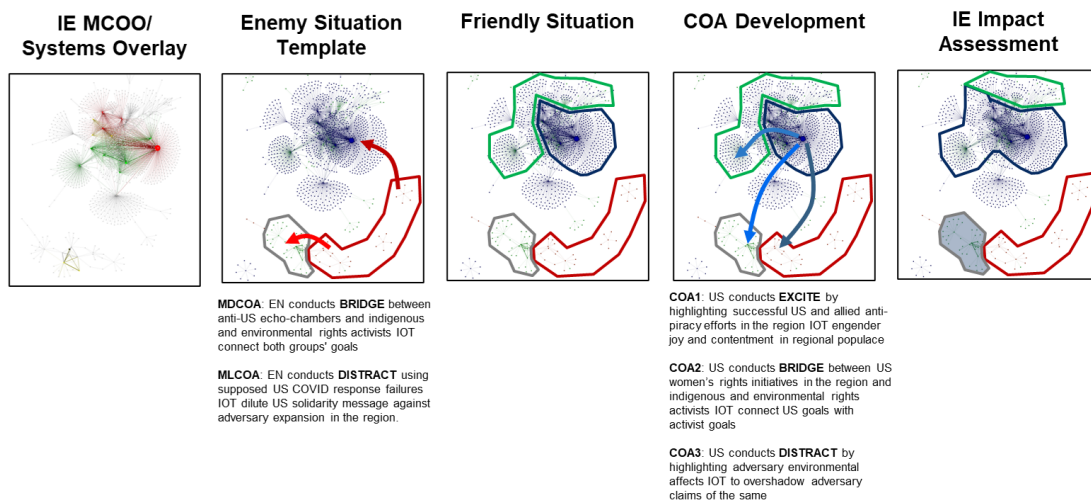 IE MCOO/
Systems Overlay
Enemy Situation
Template
Friendly Situation
COA Development
IE Impact
Assessment
MDCOA: EN conducts BRIDGE between
anti-US echo-chambers and indigenous
and environmental rights activists IOT
connect both groups' goals
MLCOA: EN conducts DISTRACT using
supposed US COVID response failures
IOT dilute US solidarity message against
adversary expansion in the region.
COA1: US conducts EXCITE by
highlighting successful US and allied anti-
piracy efforts in the region IOT engender
joy and contentment in regional populace
COA2: US conducts BRIDGE between US
women's rights initiatives in the region and
indigenous and environmental rights
activists IOT connect US goals with
activist goals
COA3: US conducts DISTRACT by
highlighting adversary environmental
affects IOT to overshadow adversary
claims of the same